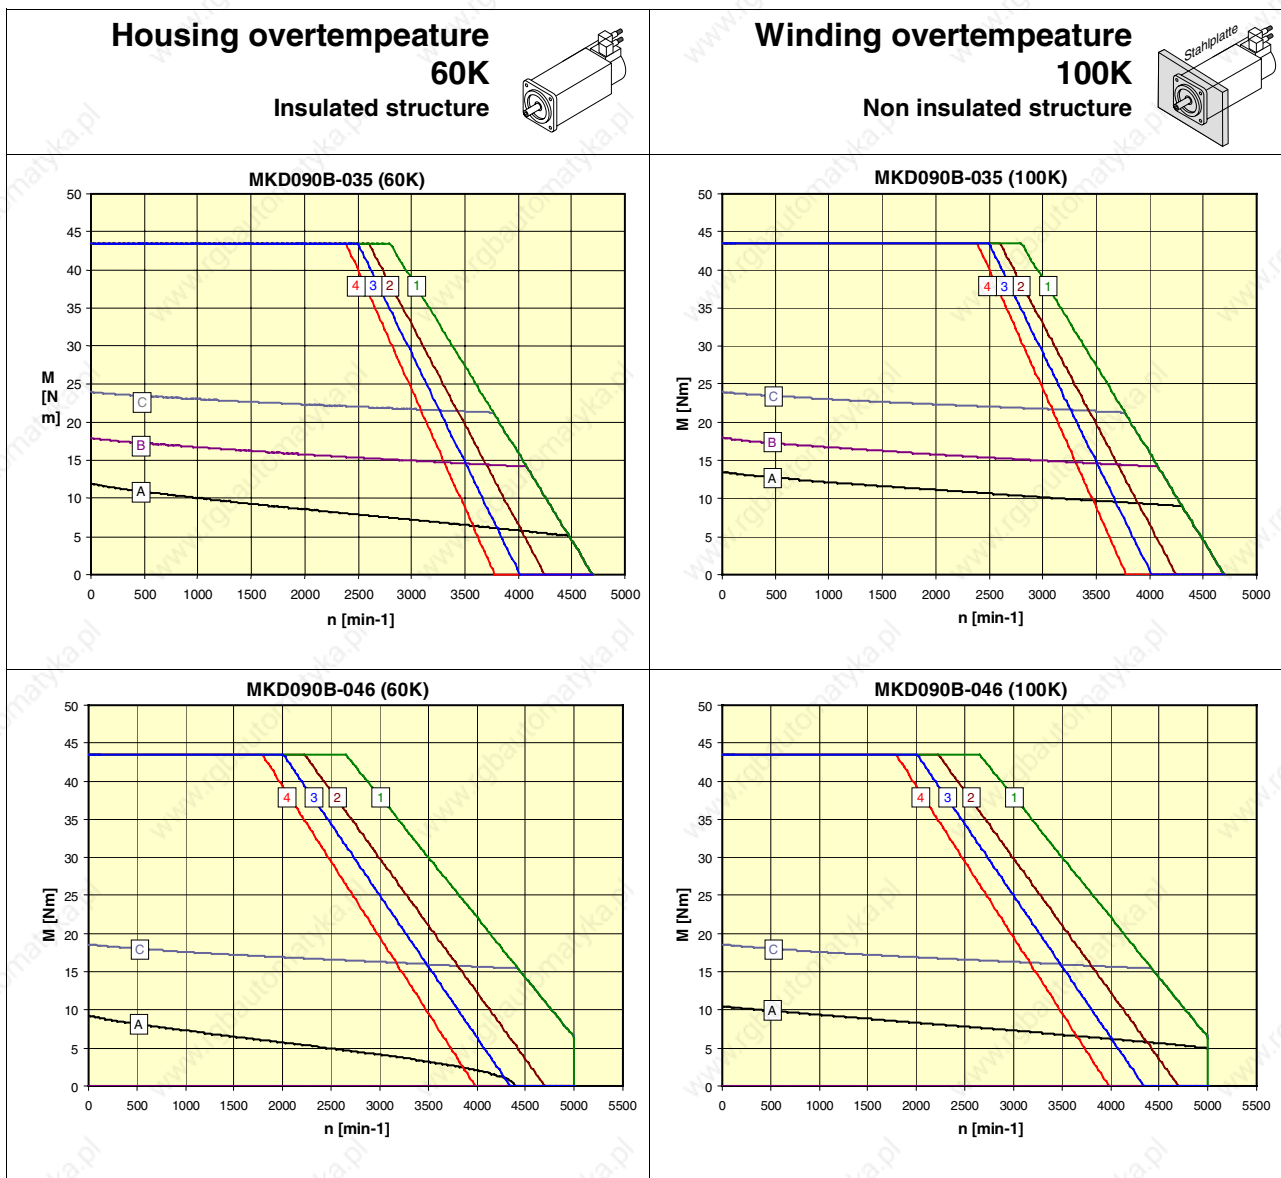 Housing overtempeature
60K
Insulated structure
Winding overtempeature
100K
Non insulated structure
Stahlplatte
MKD090B-035 (60K)
50
45
40
35
30
25
20
15
10
5
0
M
[N
m]
4 3 2 1
C
B
A
0 500 1000 1500 2000 2500 3000 3500 4000 4500 5000
n [min-1]
MKD090B-035 (100K)
50
45
40
35
30
25
20
15
10
5
0
M [Nm]
4 3 2 1
C
B
A
0 500 1000 1500 2000 2500 3000 3500 4000 4500 5000
n [min-1]
MKD090B-046 (60K)
50
45
40
35
30
25
20
15
10
5
0
M [Nm]
4 3 2 1
C
A
0 500 1000 1500 2000 2500 3000 3500 4000 4500 5000 5500
n [min-1]
MKD090B-046 (100K)
50
45
40
35
30
25
20
15
10
5
0
M [Nm]
4 3 2 1
C
A
0 500 1000 1500 2000 2500 3000 3500 4000 4500 5000 5500
n [min-1]
www.rgbautomatyka.pl